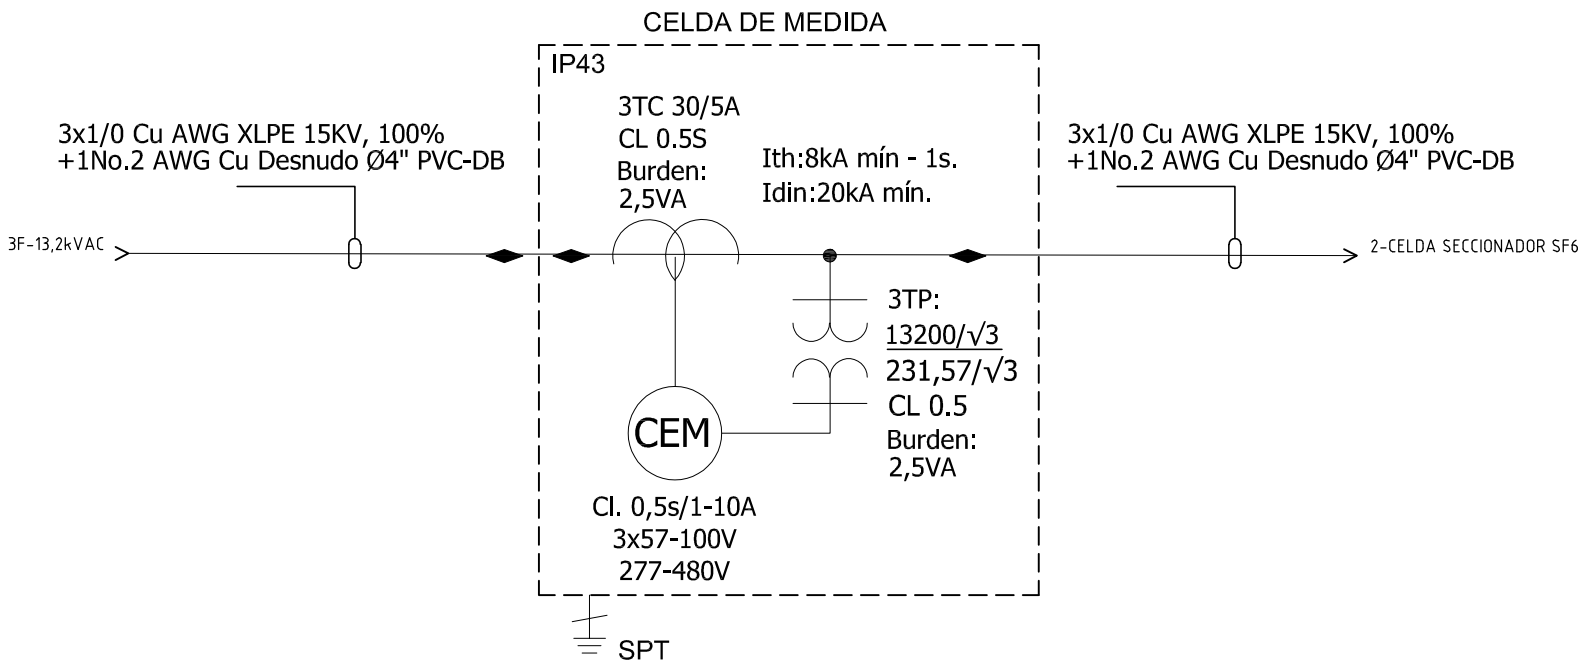 CELDA DE MEDIDA
IP43
3TC 30/5A
CL 0.5S
Burden:
2,5VA
Ith:8kA mín - 1s.
Idin:20kA mín.
3x1/0 Cu AWG XLPE 15KV, 100%
+1No.2 AWG Cu Desnudo Ø4" PVC-DB
3x1/0 Cu AWG XLPE 15KV, 100%
+1No.2 AWG Cu Desnudo Ø4" PVC-DB
3F-13,2kVAC
2-CELDA SECCIONADOR SF6
3TP:
13200/√3
231,57/√3
CL 0.5
Burden:
2,5VA
CEM
Cl. 0,5s/1-10A
3x57-100V
277-480V
SPT